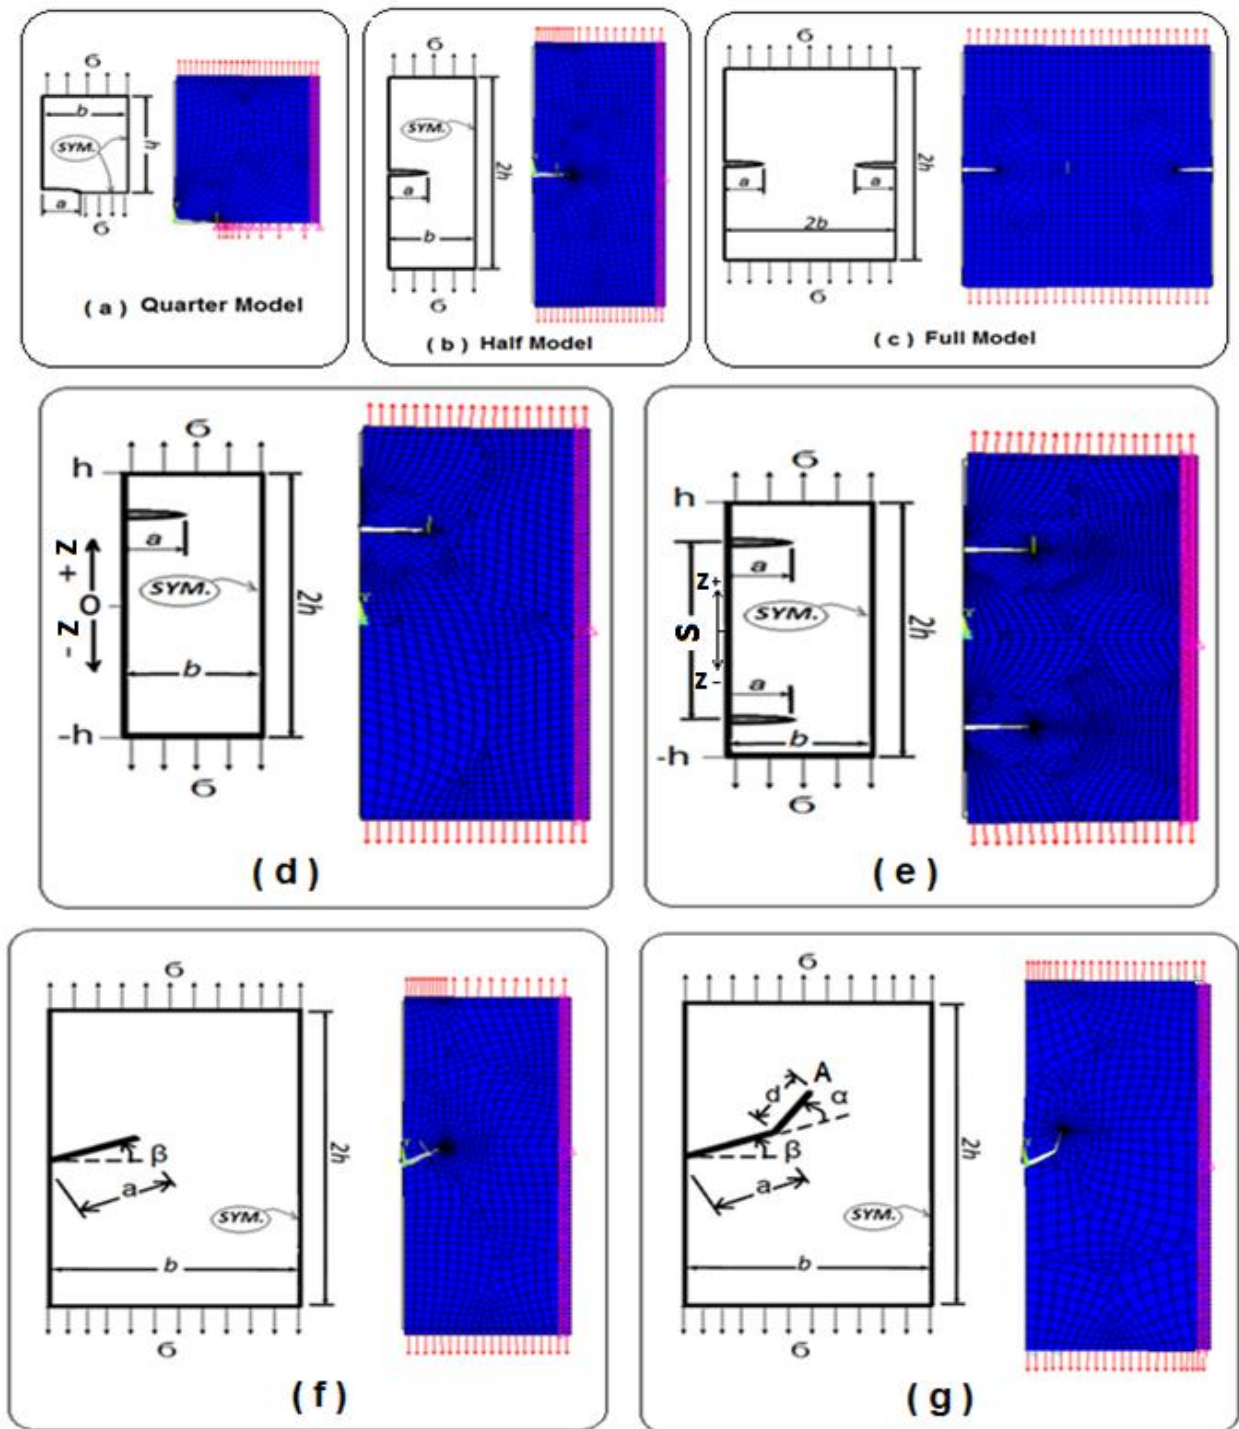 σ
b
h
SYM.
a
σ
( a ) Quarter Model
σ
SYM.
2h
a
b
σ
( b ) Half Model
σ
a
a
2h
2b
σ
( c ) Full Model
σ
h
a
+ Z
O
- Z
SYM.
2h
b
-h
σ
( d )
σ
h
a
Z+
SYM.
S
2h
Z-
a
b
-h
σ
( e )
σ
β
a
2h
SYM.
b
σ
( f )
σ
A
d
α
β
2h
a
SYM.
b
σ
( g )